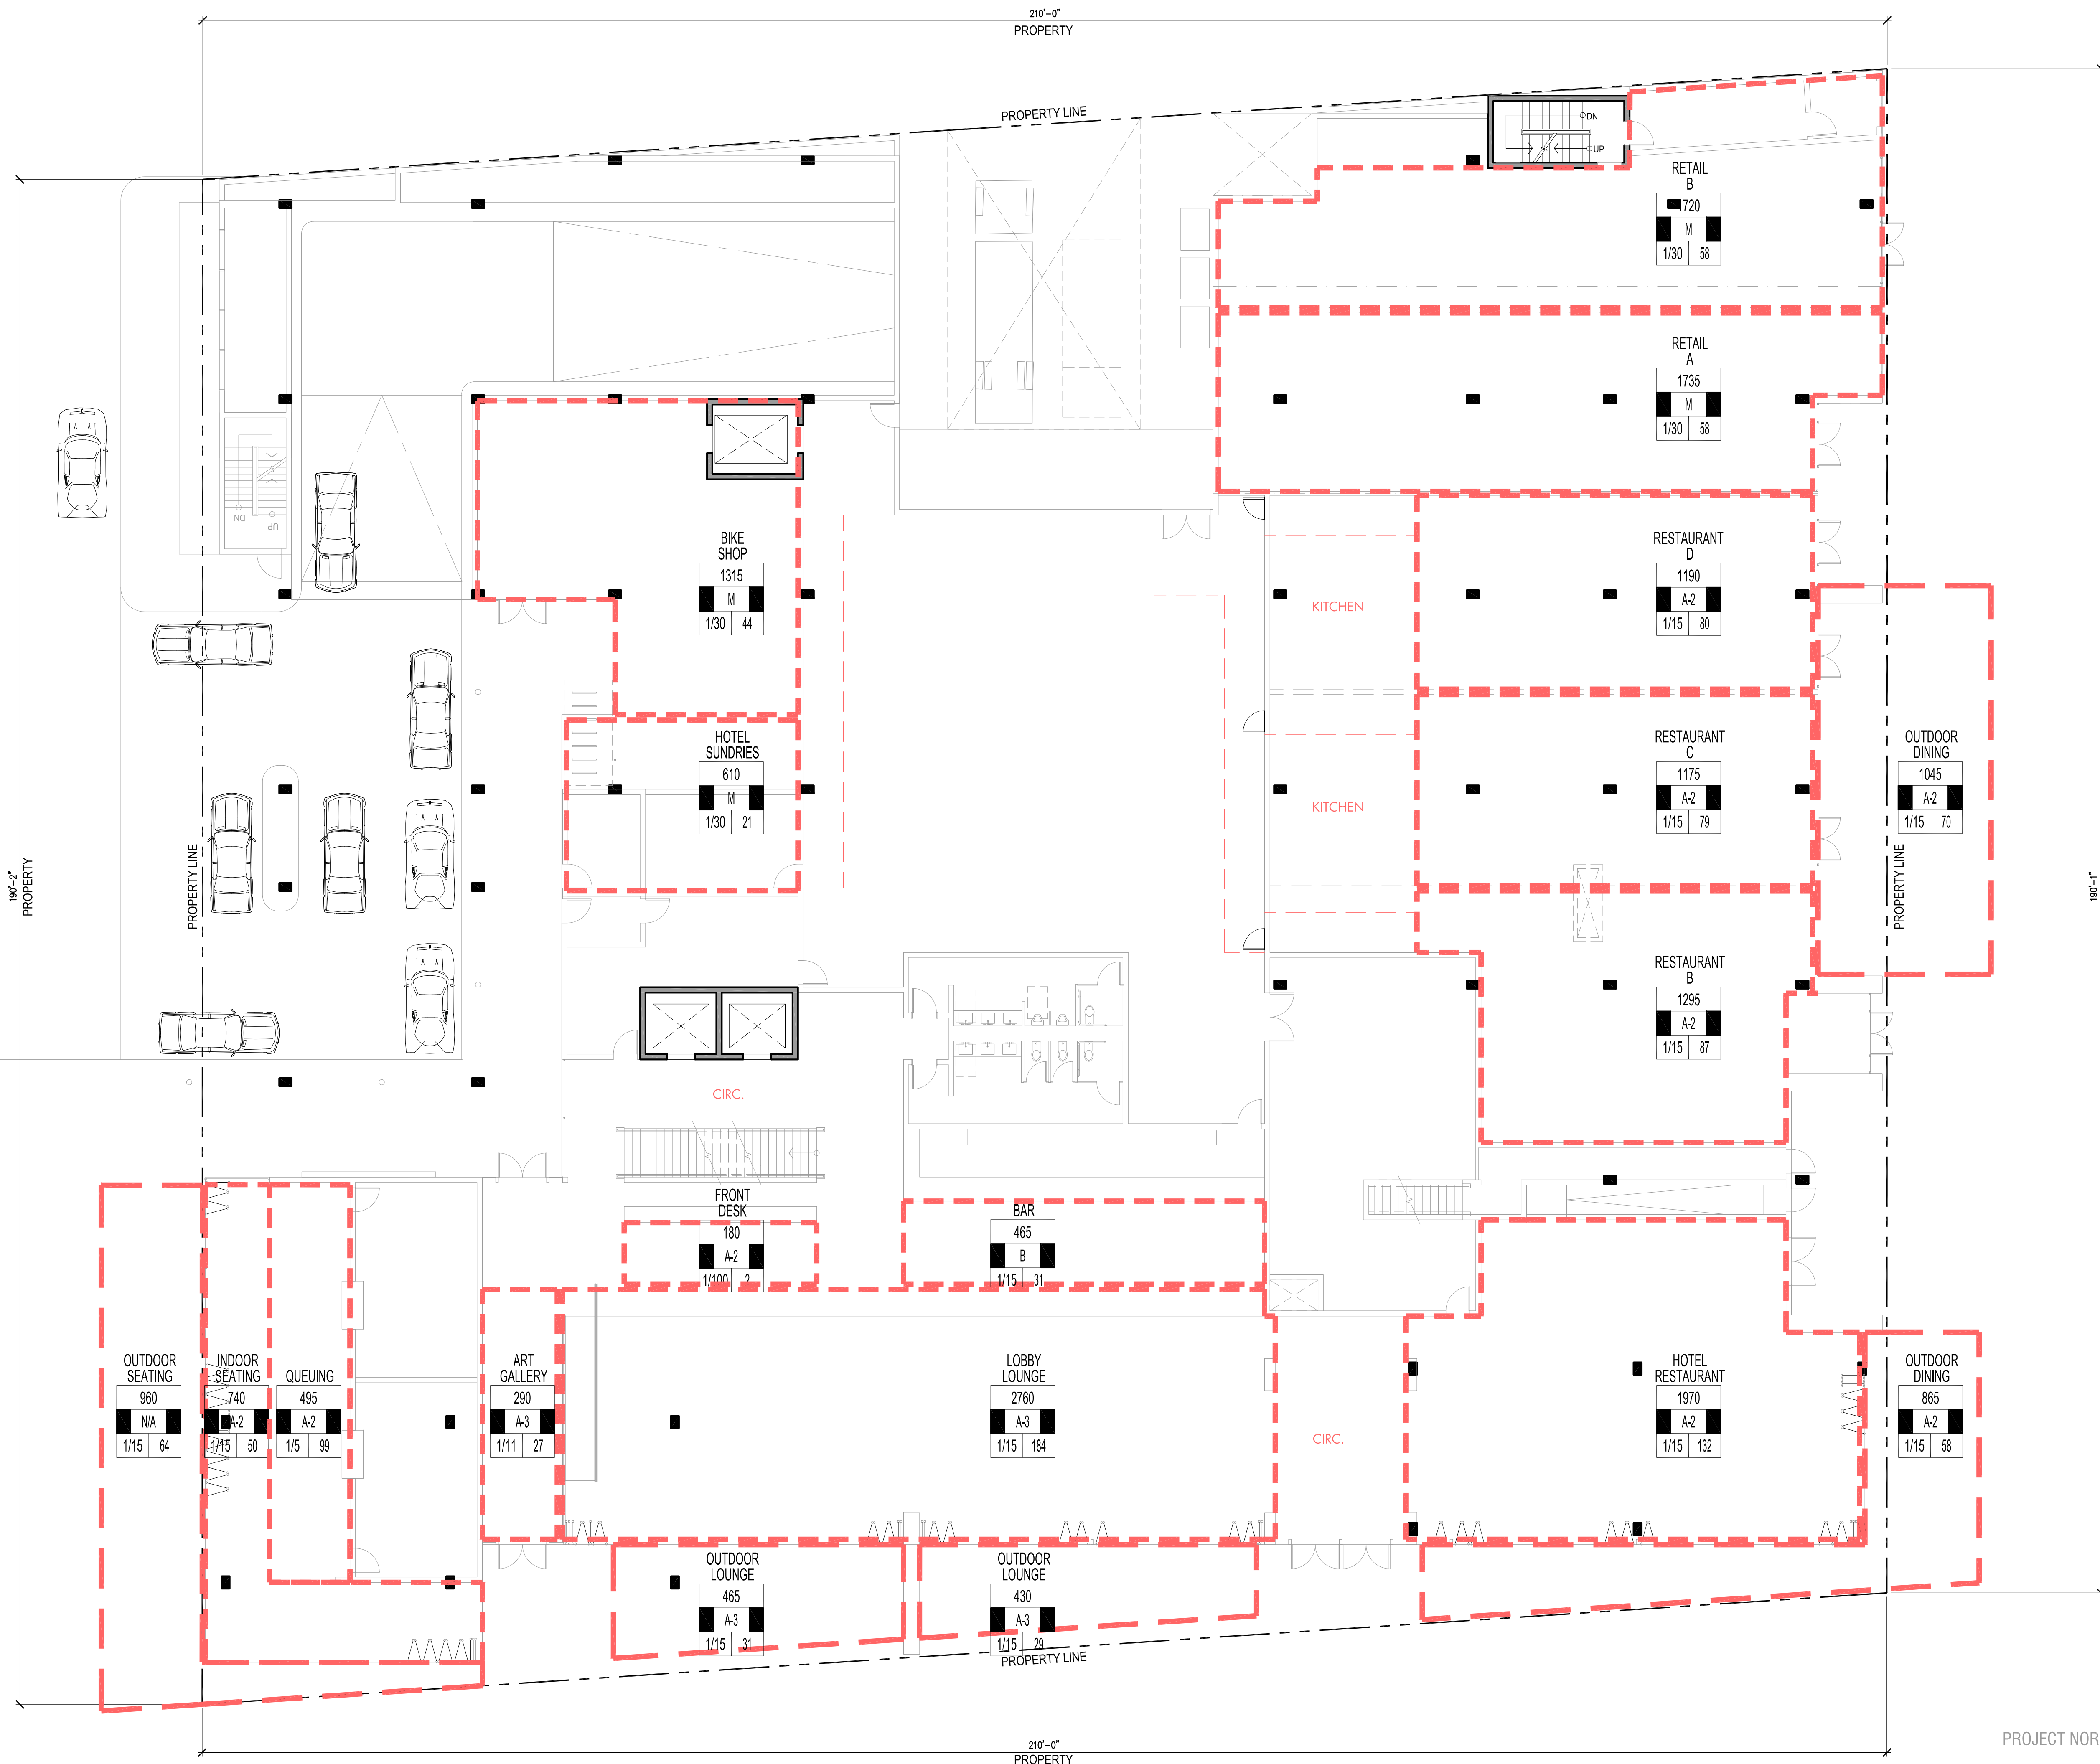 210'-0"
PROPERTY
PROPERTY LINE
DN
UP
RETAIL
B
1720
M
1/30 58
RETAIL
A
1735
M
1/30 58
DN
UP
BIKE
SHOP
1315
M
1/30 44
RESTAURANT
D
1190
A-2
1/15 80
KITCHEN
HOTEL
SUNDRIES
610
M
1/30 21
RESTAURANT
C
1175
A-2
1/15 79
KITCHEN
OUTDOOR
DINING
1045
A-2
1/15 70
190'-2"
PROPERTY
PROPERTY LINE
PROPERTY LINE
190'-1"
RESTAURANT
B
1295
A-2
1/15 87
CIRC.
FRONT
DESK
180
A-2
1/100 2
BAR
465
B
1/15 31
OUTDOOR
SEATING
960
N/A
1/15 64
INDOOR
SEATING
740
A-2
1/15 50
QUEUING
495
A-2
1/5 99
ART
GALLERY
290
A-3
1/11 27
LOBBY
LOUNGE
2760
A-3
1/15 184
CIRC.
HOTEL
RESTAURANT
1970
A-2
1/15 132
OUTDOOR
DINING
865
A-2
1/15 58
OUTDOOR
LOUNGE
465
A-3
1/15 31
OUTDOOR
LOUNGE
430
A-3
1/15 29
PROPERTY LINE
210'-0"
PROPERTY
PROJECT NOR